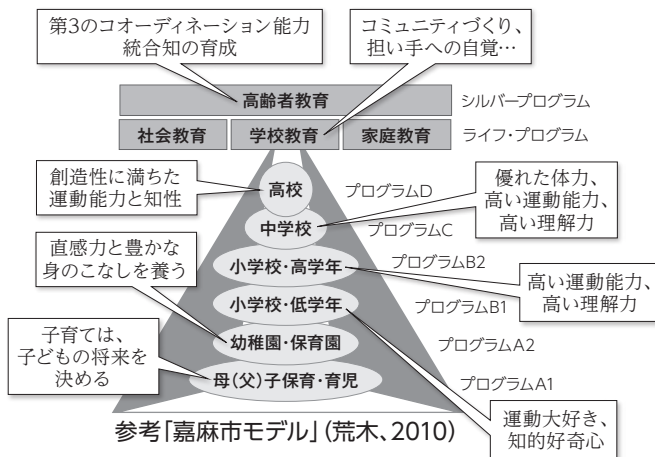 第3のコオーディネーション能力
統合知の育成
コミュニティづくり、
担い手への自覚…
高齢者教育
シルバープログラム
社会教育
学校教育
家庭教育
ライフ・プログラム
創造性に満ちた
運動能力と知性
高校
プログラムD
優れた体力、
高い運動能力、
高い理解力
中学校
プログラムC
直感力と豊かな
身のこなしを養う
小学校・高学年
プログラムB2
高い運動能力、
高い理解力
小学校・低学年
プログラムB1
子育ては、
子どもの将来を
決める
幼稚園・保育園
プログラムA2
母(父)子保育・育児
プログラムA1
運動大好き、
知的好奇心
参考「嘉麻市モデル」(荒木、2010)